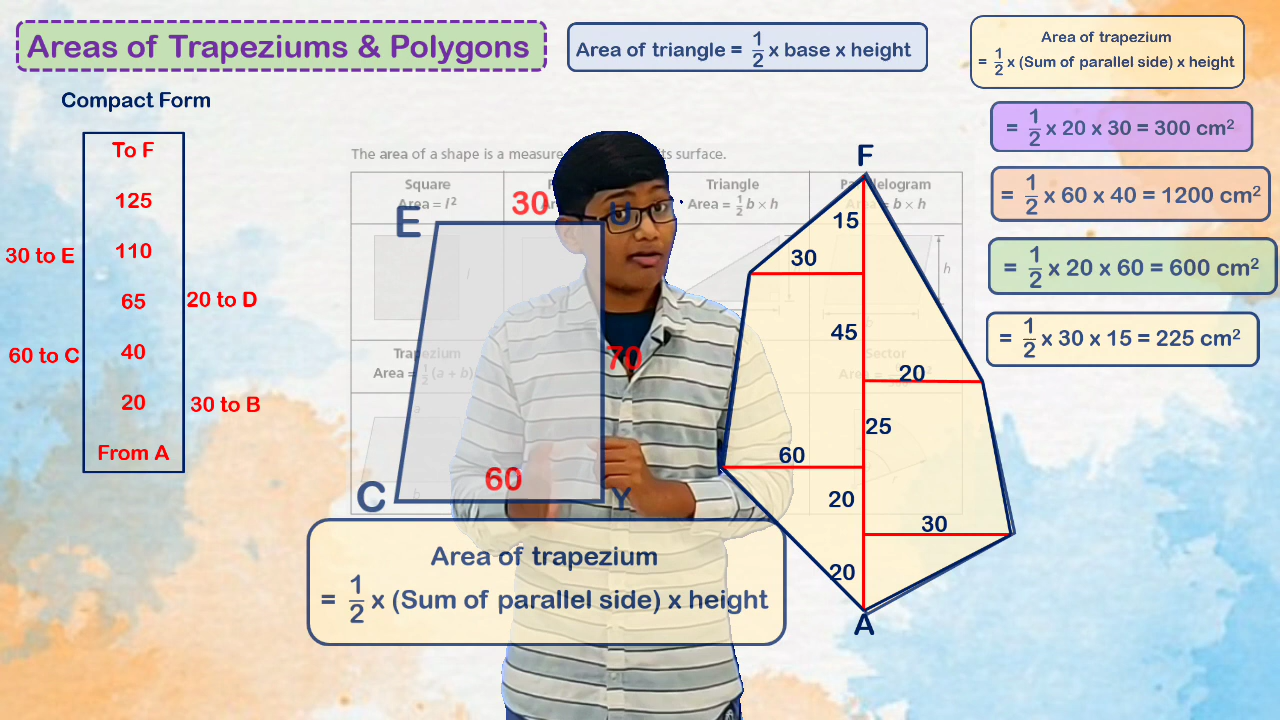 Areas of Trapeziums & Polygons
Area of triangle = 1/2 x base x height
Area of trapezium
= 1/2 x (Sum of parallel side) x height
Compact Form
To F
125
110
65
40
20
From A
30 to E
60 to C
20 to D
30 to B
The area of a shape is a measure
its surface.
Square
Area = l²
Triangle
Area = 1/2 b × h
b × h
l
h
Trapezium
Area = 1/2 (a + b)
Sector
Area =
a
b
E
30
U
70
60
C
Y
Area of trapezium
= 1/2 x (Sum of parallel side) x height
F
15
30
45
20
25
60
20
30
20
A
= 1/2 x 20 x 30 = 300 cm²
= 1/2 x 60 x 40 = 1200 cm²
= 1/2 x 20 x 60 = 600 cm²
= 1/2 x 30 x 15 = 225 cm²